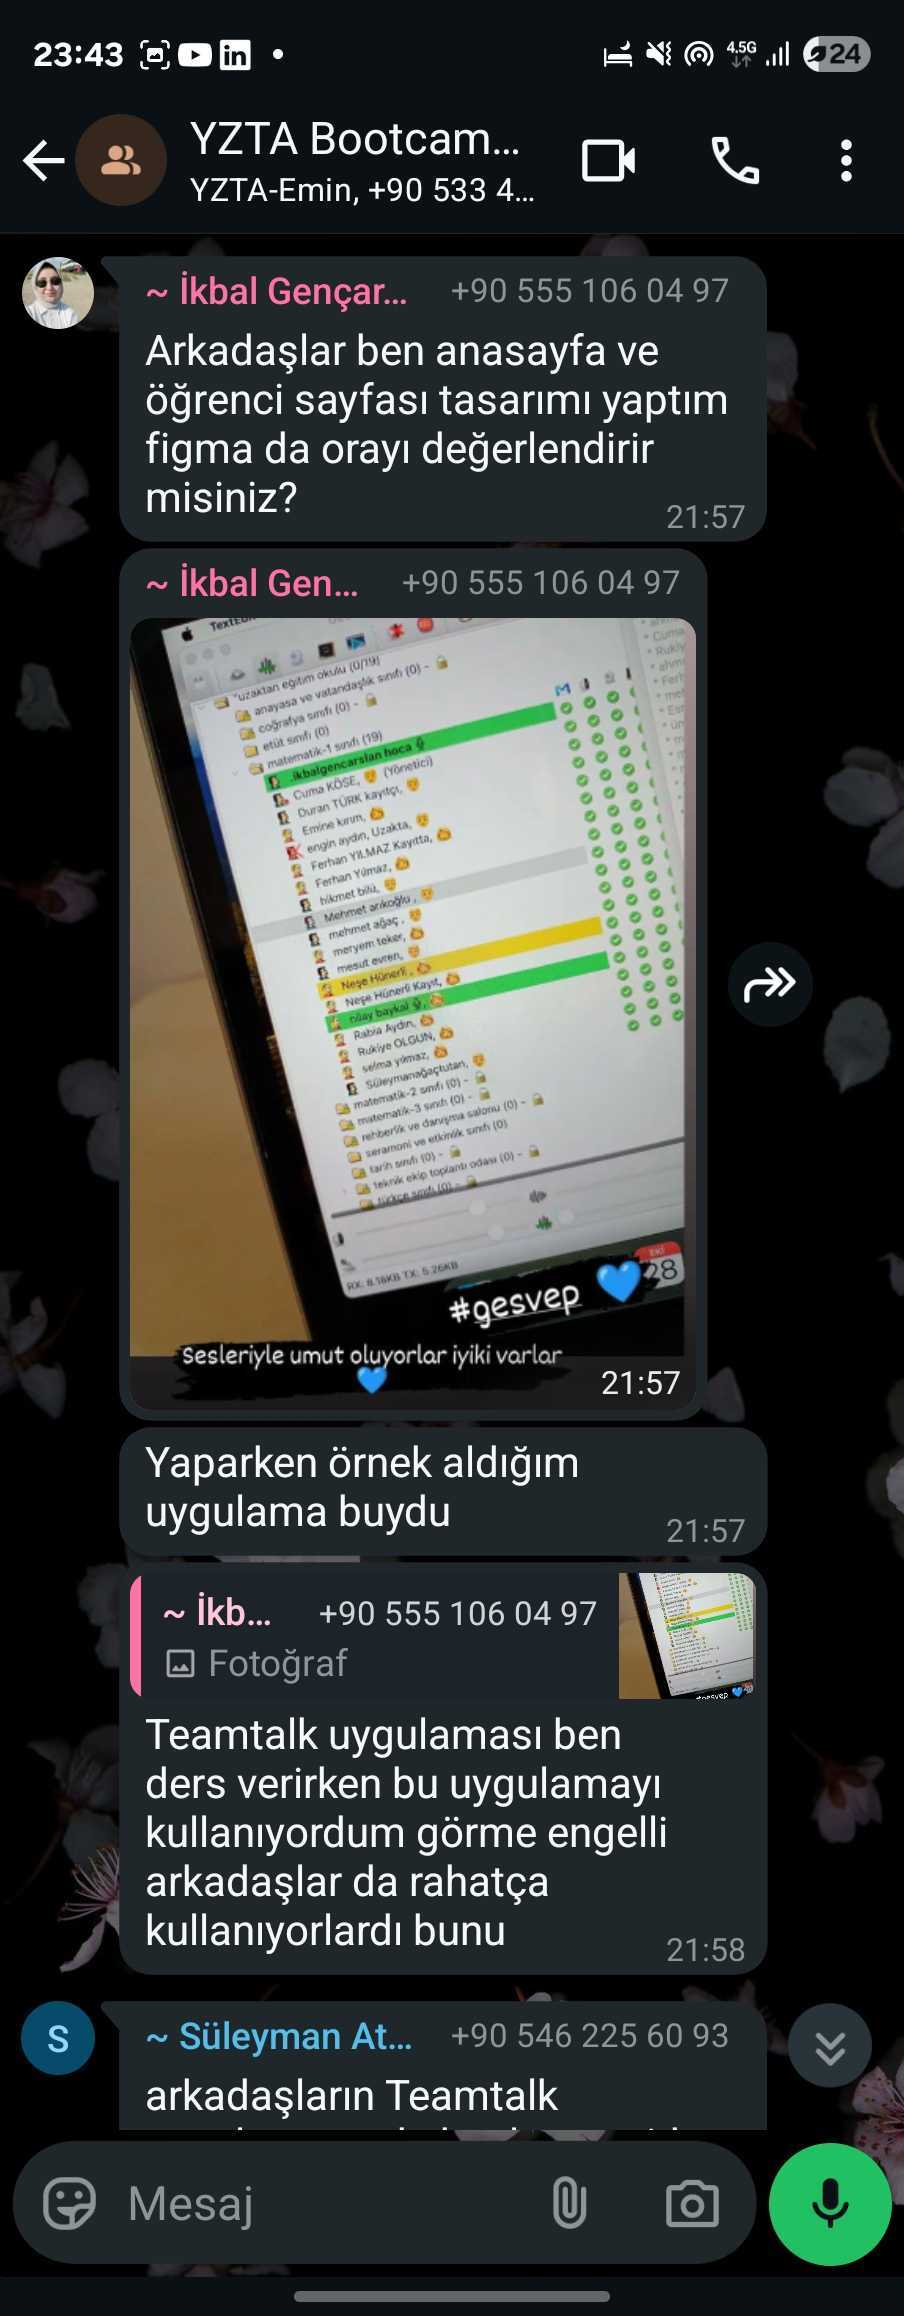 23:43
4.5G
24
YZTA Bootcam...
YZTA-Emin, +90 533 4...
~ İkbal Gençar... +90 555 106 04 97
Arkadaşlar ben anasayfa ve
öğrenci sayfası tasarımı yaptım
figma da orayı değerlendirir
misiniz?
21:57
~ İkbal Gen... +90 555 106 04 97
"uzaktan eğitim okulu (0/19)
anayasa ve vatandaşlık sınıfı (0) -
coğrafya sınıfı (0) -
etüt sınıfı (0)
matematik-1 sınıfı (19)
.ikbalgencarslan hoca
Cuma KÖSE, (Yönetici)
Duran TÜRK kayıtçı,
Emine kırım,
engin aydın, Uzakta,
Ferhan YILMAZ Kayıtta,
Ferhan Yılmaz,
hikmet bilü,
Mehmet arıkoğlu ,
mehmet ağaç ,
meryem teker,
mesut evren,
Neşe Hünerli ,
Neşe Hünerli Kayıt,
nilay baykal ,
Rabia Aydın,
Rukiye OLGUN,
selma yılmaz,
Süleymanağaçtutan,
matematik-2 sınıfı (0) -
matematik-3 sınıfı (0) -
rehberlik ve danışma salonu (0) -
seramoni ve etkinlik sınıfı (0)
tarih sınıfı (0) -
teknik ekip toplantı odası (0) -
türkçe sınıfı (0) -
RX: 8.16KB TX: 5.26KB
EKİ
28
#gesvep
Sesleriyle umut oluyorlar iyiki varlar
21:57
Yaparken örnek aldığım
uygulama buydu
21:57
~ İkb... +90 555 106 04 97
Fotoğraf
Teamtalk uygulaması ben
ders verirken bu uygulamayı
kullanıyordum görme engelli
arkadaşlar da rahatça
kullanıyorlardı bunu
21:58
S
~ Süleyman At... +90 546 225 60 93
arkadaşların Teamtalk
Mesaj